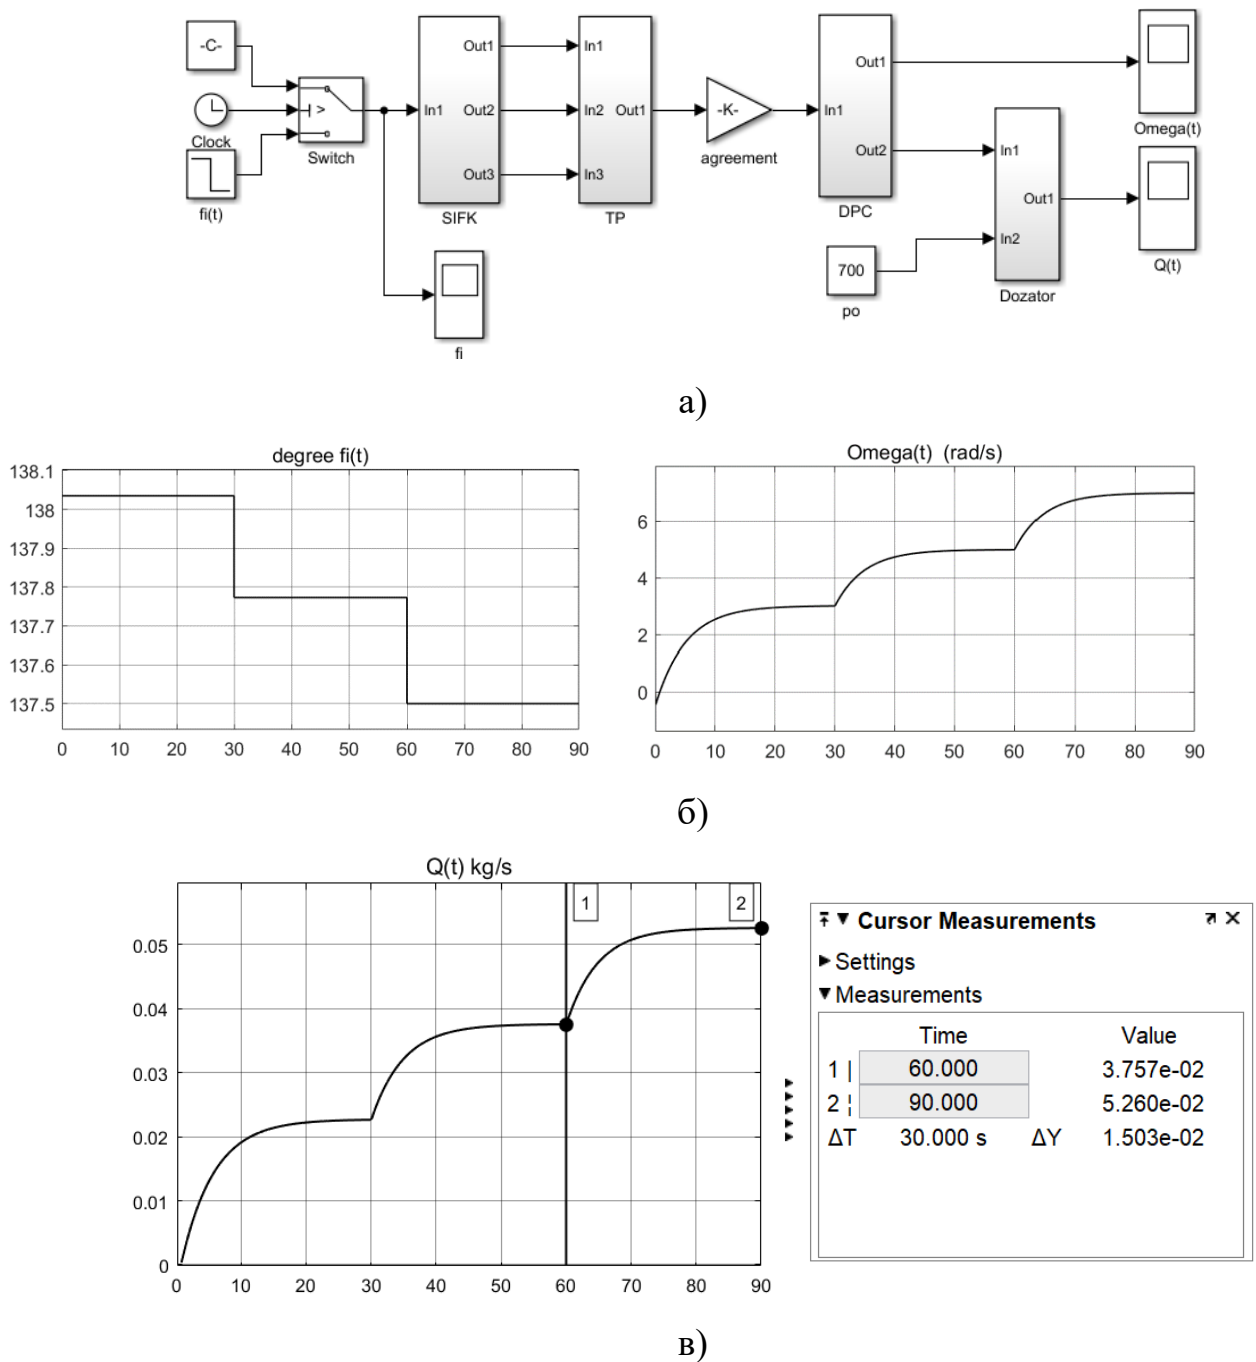 -C-
Clock
fi(t)
>
Switch
In1
Out1
Out2
Out3
SIFK
In1
In2
In3
Out1
TP
-K-
agreement
In1
Out1
Out2
DPC
700
po
In1
In2
Out1
Dozator
Omega(t)
Q(t)
fi
а)
degree fi(t)
138.1
138
137.9
137.8
137.7
137.6
137.5
0 10 20 30 40 50 60 70 80 90
Omega(t) (rad/s)
6
4
2
0
0 10 20 30 40 50 60 70 80 90
б)
Q(t) kg/s
1
2
0.05
0.04
0.03
0.02
0.01
0
0 10 20 30 40 50 60 70 80 90
Cursor Measurements
Settings
Measurements
Time Value
1 | 60.000 3.757e-02
2 ¦ 90.000 5.260e-02
ΔT 30.000 s ΔY 1.503e-02
в)